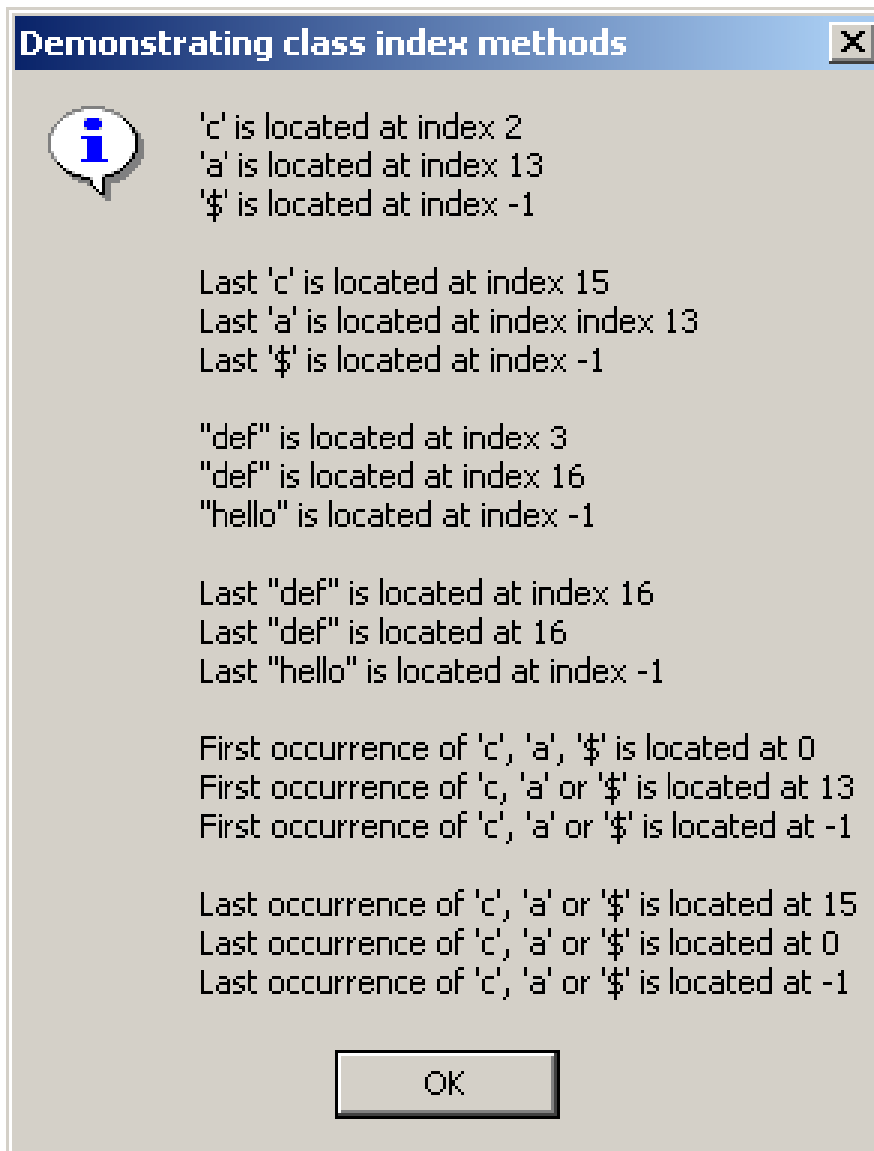 Demonstrating class index methods
'c' is located at index 2
'a' is located at index 13
'$' is located at index -1
Last 'c' is located at index 15
Last 'a' is located at index index 13
Last '$' is located at index -1
"def" is located at index 3
"def" is located at index 16
"hello" is located at index -1
Last "def" is located at index 16
Last "def" is located at 16
Last "hello" is located at index -1
First occurrence of 'c', 'a', '$' is located at 0
First occurrence of 'c, 'a' or '$' is located at 13
First occurrence of 'c', 'a' or '$' is located at -1
Last occurrence of 'c', 'a' or '$' is located at 15
Last occurrence of 'c', 'a' or '$' is located at 0
Last occurrence of 'c', 'a' or '$' is located at -1
OK